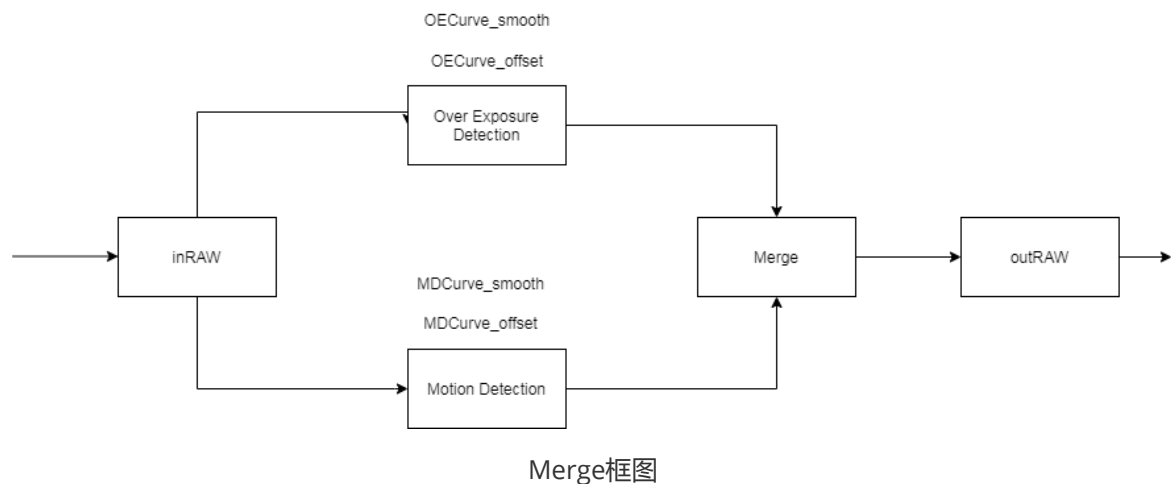 OECurve_smooth
OECurve_offset
Over Exposure
Detection
inRAW
Merge
outRAW
MDCurve_smooth
MDCurve_offset
Motion Detection
Merge框图